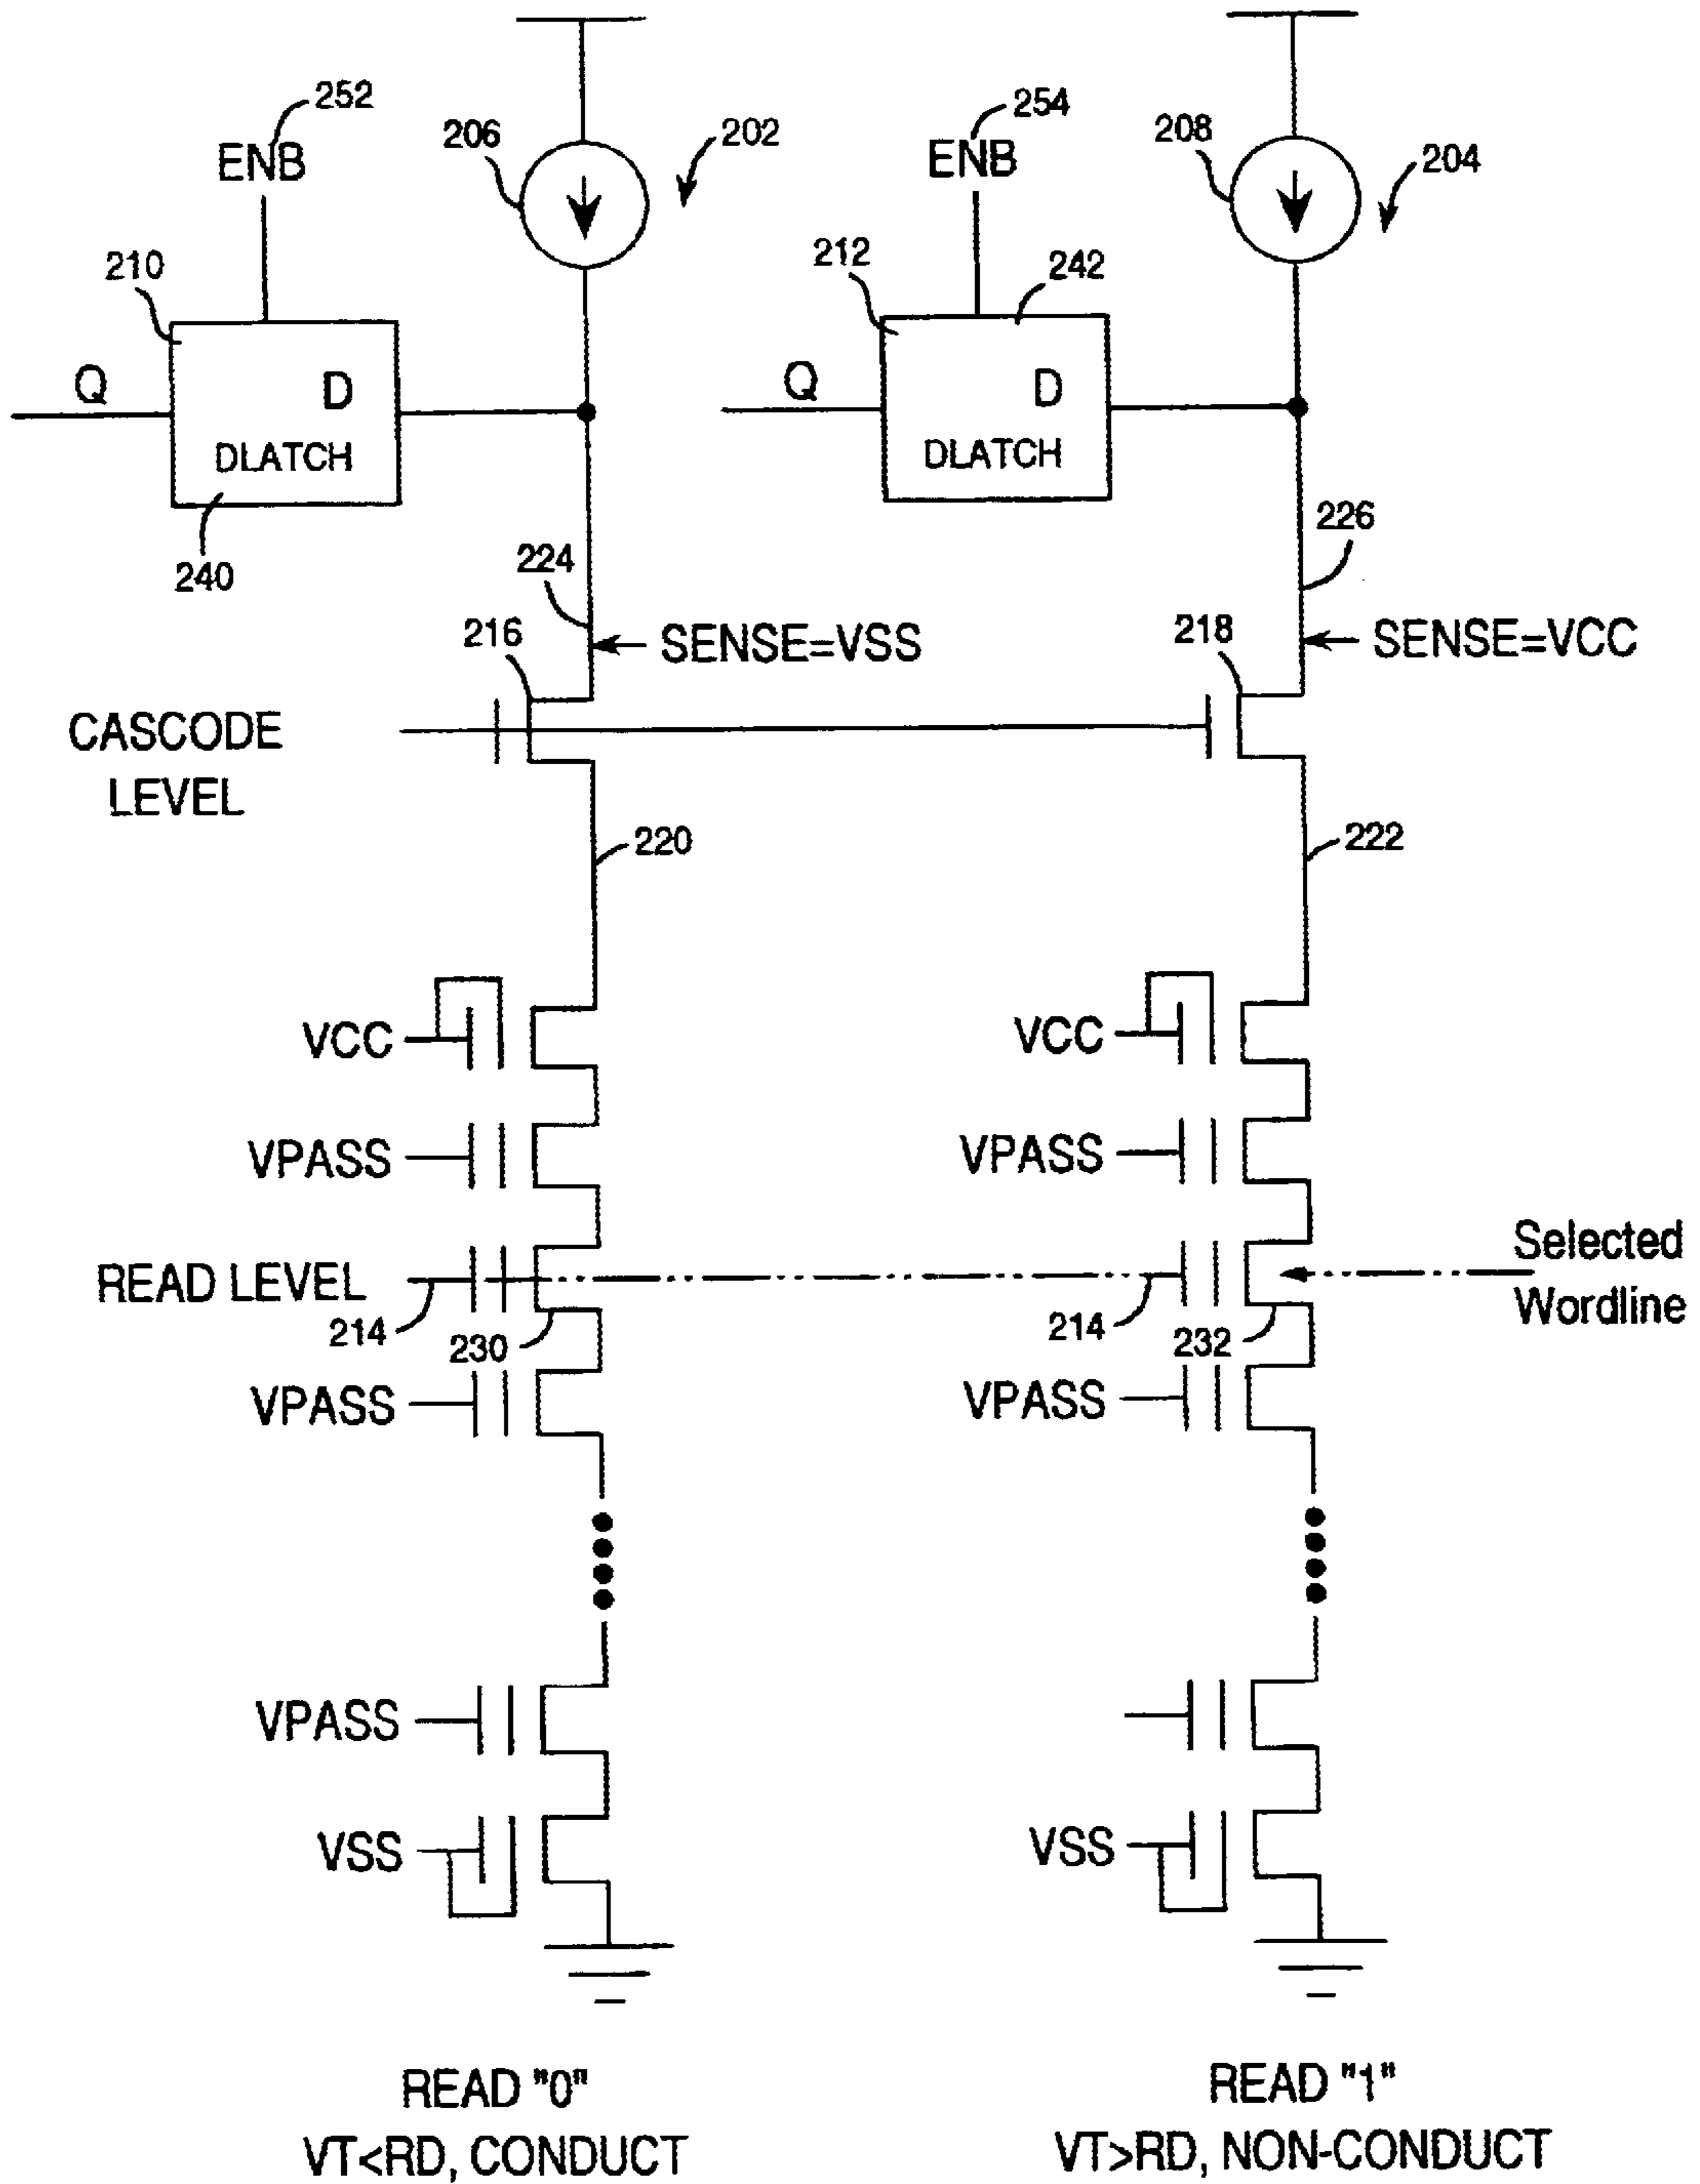 252
254
ENB
ENB
206
202
208
204
210
212
242
Q
D
Q
D
DLATCH
DLATCH
240
224
226
216
SENSE=VSS
218
SENSE=VCC
CASCODE
LEVEL
220
222
VCC
VCC
VPASS
VPASS
READ LEVEL
Selected
Wordline
214
230
214
232
VPASS
VPASS
VPASS
VSS
VSS
READ "0"
VT<RD, CONDUCT
READ "1"
VT>RD, NON-CONDUCT